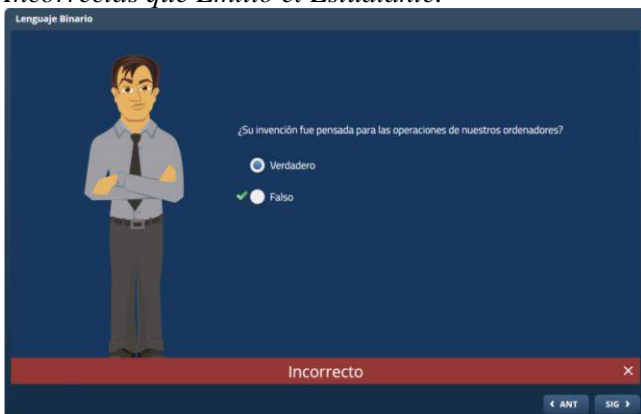 Incorrectas que Emitió el Estudiante.
Lenguaje Binario
¿Su invención fue pensada para las operaciones de nuestros ordenadores?
Verdadero
Falso
Incorrecto
ANT
SIG